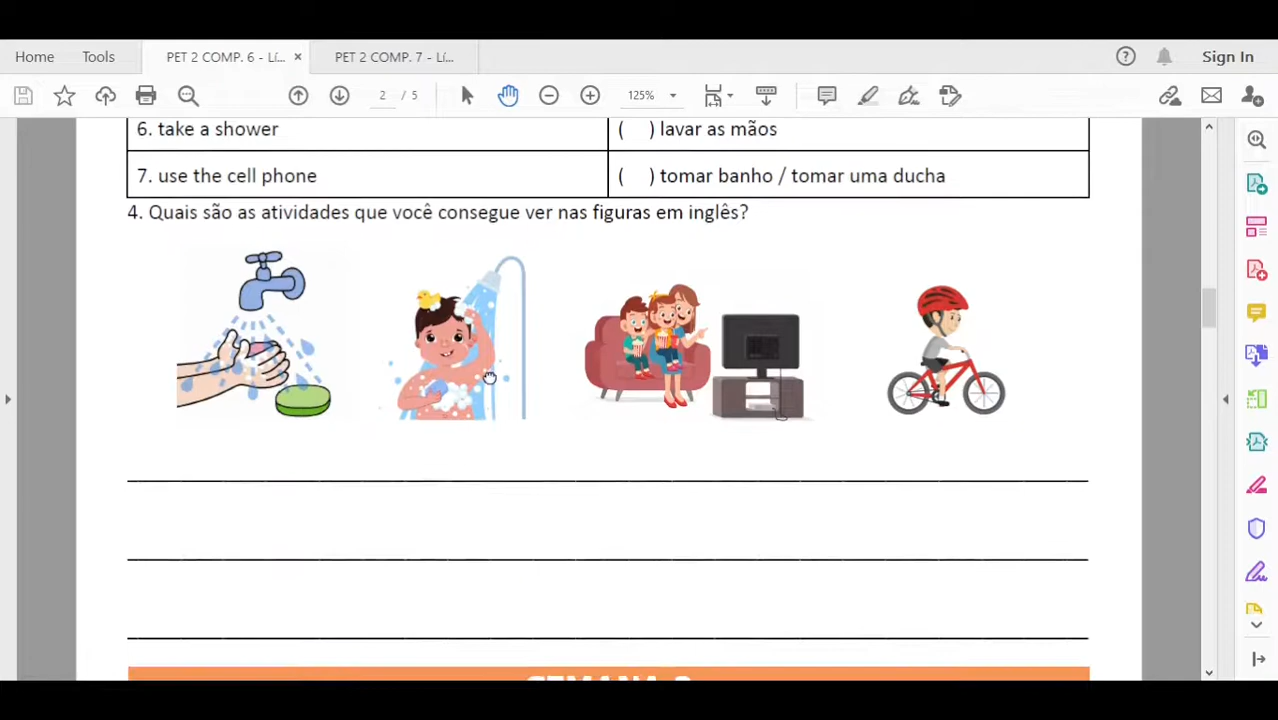 Home Tools PET 2 COMP. 6 - Lí... × PET 2 COMP. 7 - Lí... Sign In
2 / 5 125%
6. take a shower ( ) lavar as mãos
7. use the cell phone ( ) tomar banho / tomar uma ducha
4. Quais são as atividades que você consegue ver nas figuras em inglês?